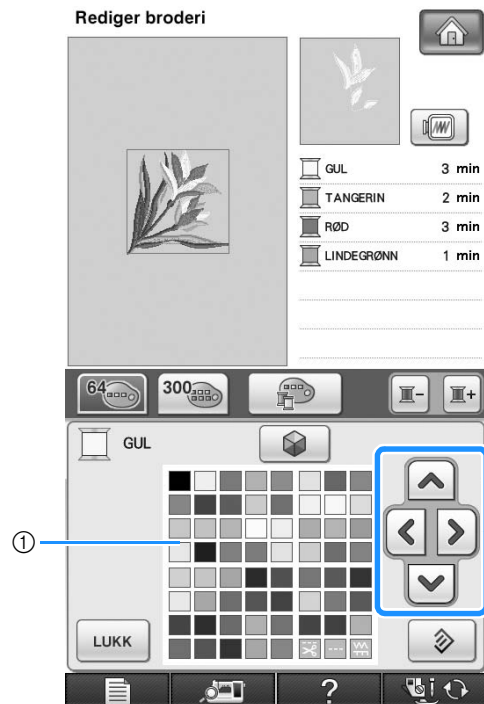 Rediger broderi
GUL 3 min
TANGERIN 2 min
RØD 3 min
LINDEGRØNN 1 min
64 300
GUL
①
LUKK
?